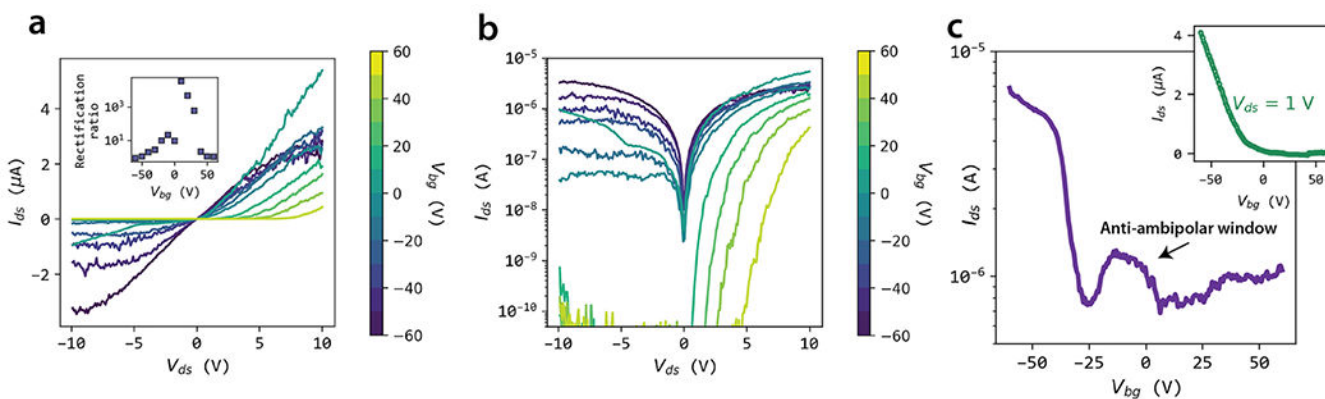 a
I_ds (μA)
4
2
0
−2
−10
−5
0
5
10
V_ds (V)
Rectification
ratio
10³
10¹
−50
0
50
V_bg (V)
60
40
20
0
−20
−40
−60
V_bg (V)
b
I_ds (A)
10⁻⁵
10⁻⁶
10⁻⁷
10⁻⁸
10⁻⁹
10⁻¹⁰
−10
−5
0
5
10
V_ds (V)
60
40
20
0
−20
−40
−60
V_bg (V)
c
I_ds (A)
10⁻⁵
10⁻⁶
−50
−25
0
25
50
V_bg (V)
Anti-ambipolar window
I_ds (μA)
4
2
0
V_ds = 1 V
−50
0
50
V_bg (V)